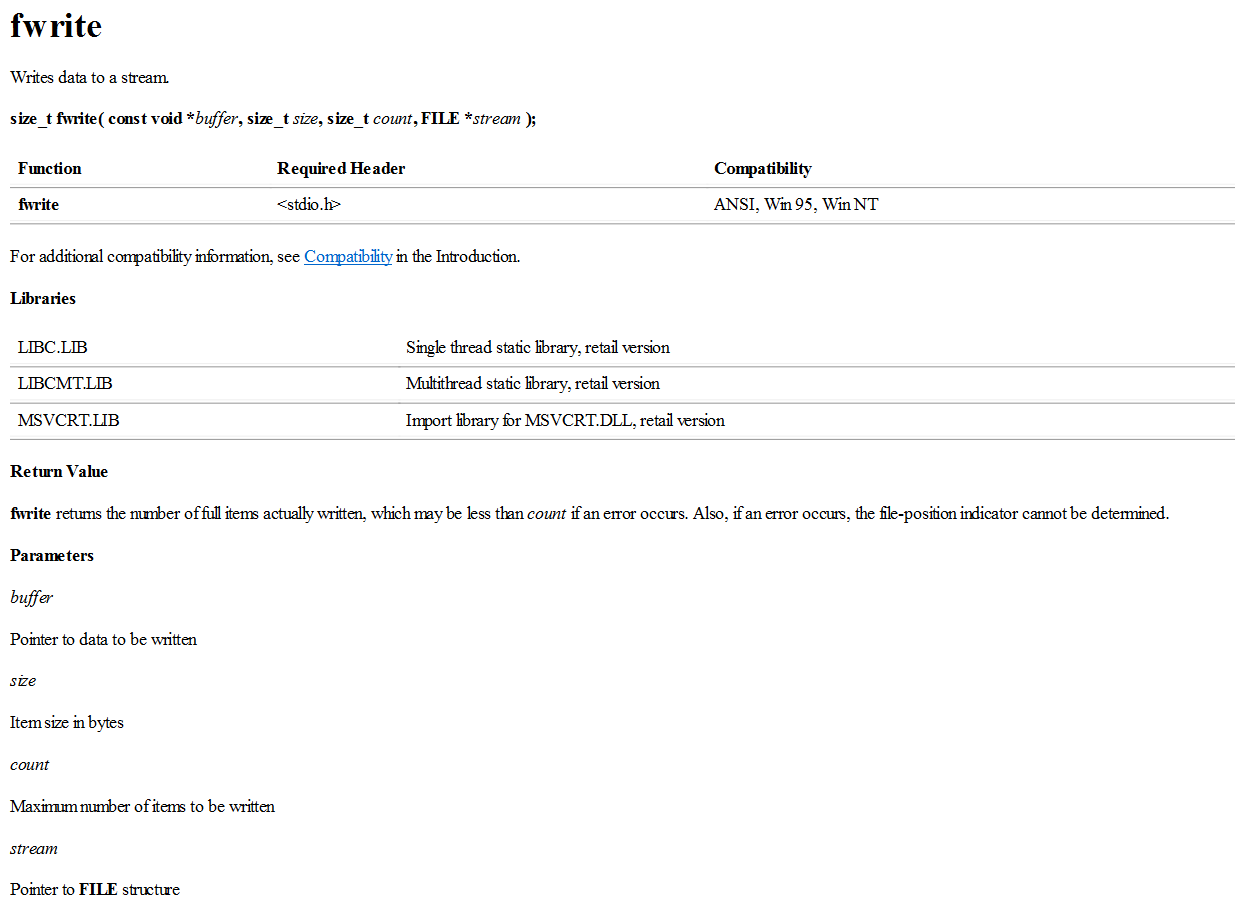 fwrite
Writes data to a stream.
size_t fwrite( const void *buffer, size_t size, size_t count, FILE *stream );
Function Required Header Compatibility
fwrite <stdio.h> ANSI, Win 95, Win NT
For additional compatibility information, see Compatibility in the Introduction.
Libraries
LIBC.LIB Single thread static library, retail version
LIBCMT.LIB Multithread static library, retail version
MSVCRT.LIB Import library for MSVCRT.DLL, retail version
Return Value
fwrite returns the number of full items actually written, which may be less than count if an error occurs. Also, if an error occurs, the file-position indicator cannot be determined.
Parameters
buffer
Pointer to data to be written
size
Item size in bytes
count
Maximum number of items to be written
stream
Pointer to FILE structure